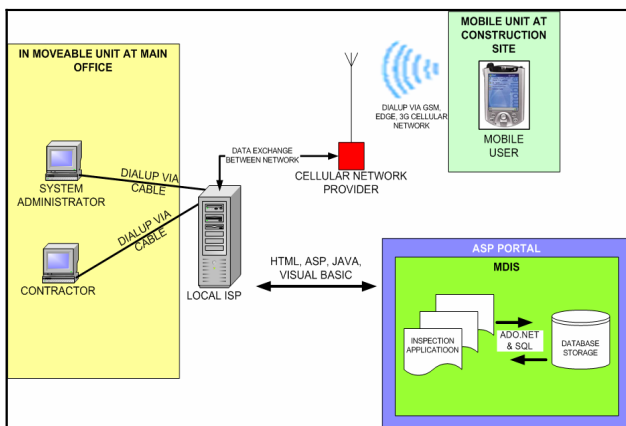 IN MOVEABLE UNIT AT MAIN
OFFICE
SYSTEM
ADMINISTRATOR
DIALUP VIA
CABLE
DIALUP VIA
CABLE
CONTRACTOR
DATA EXCHANGE
BETWEEN NETWORK
LOCAL ISP
CELLULAR NETWORK
PROVIDER
DIALUP VIA GSM,
EDGE, 3G CELLULAR
NETWORK
MOBILE UNIT AT
CONSTRUCTION
SITE
MOBILE
USER
HTML, ASP, JAVA,
VISUAL BASIC
ASP PORTAL
MDIS
INSPECTION
APPLICATIOON
ADO.NET
& SQL
DATABASE
STORAGE